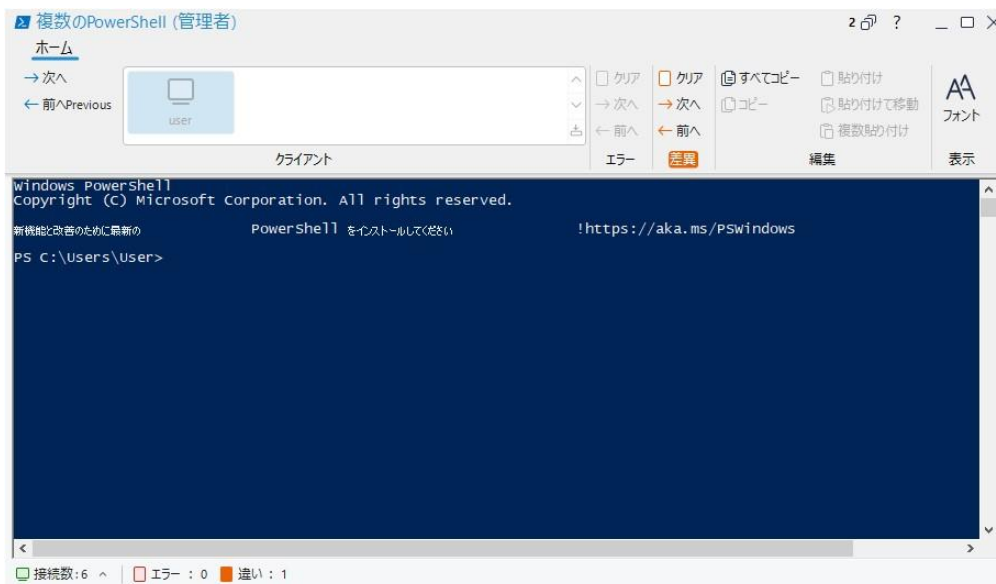 複数のPowerShell (管理者)
2 ?
ホーム
→次へ
←前へPrevious
user
クライアント
クリア
→次へ
←前へ
エラー
クリア
→次へ
←前へ
差異
すべてコピー
コピー
貼り付け
貼り付けて移動
複数貼り付け
編集
AA
フォント
表示
Windows PowerShell
Copyright (C) Microsoft Corporation. All rights reserved.
新機能と改善のために最新の PowerShell をインストールしてください !https://aka.ms/PSWindows
PS C:\Users\User>
接続数:6 エラー : 0 違い : 1